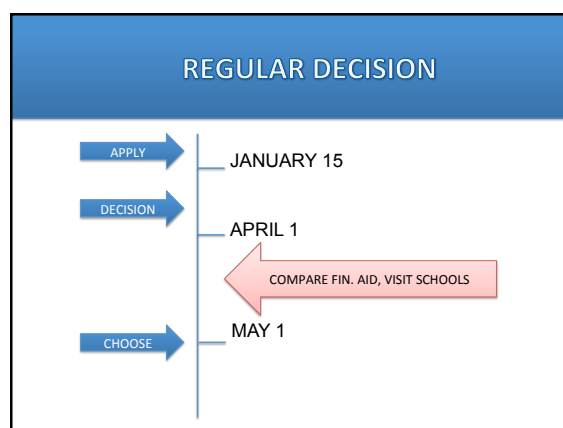 REGULAR DECISION
APPLY
JANUARY 15
DECISION
APRIL 1
COMPARE FIN. AID, VISIT SCHOOLS
MAY 1
CHOOSE